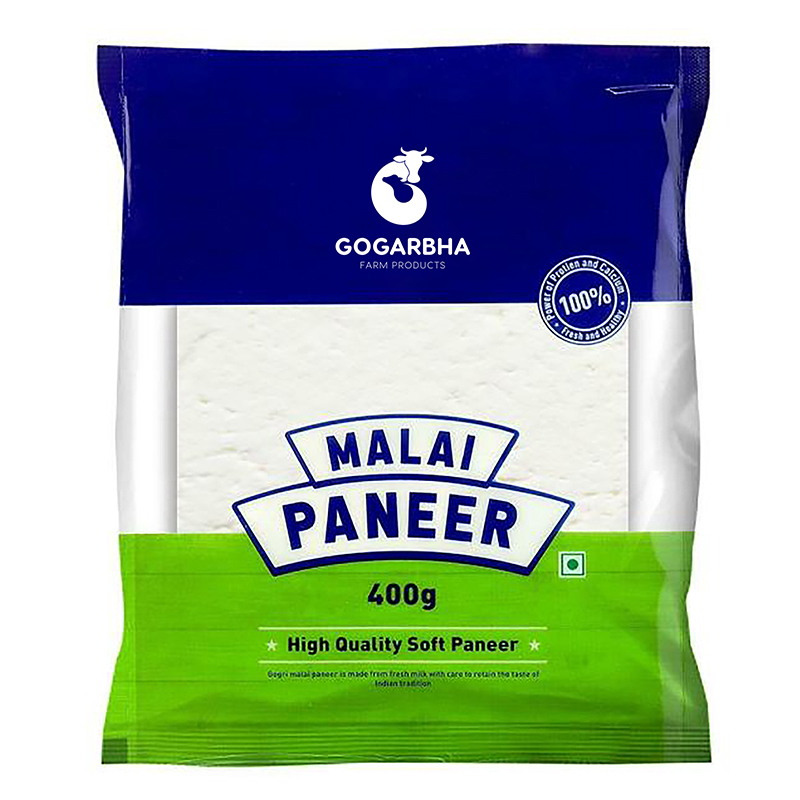 GOGARBHA
FARM PRODUCTS
Power of Protien and Calcium
100%
Fresh and Healthy
MALAI
PANEER
400g
High Quality Soft Paneer
Gogri malai paneer is made from fresh milk with care to retain the taste of
Indian tradition